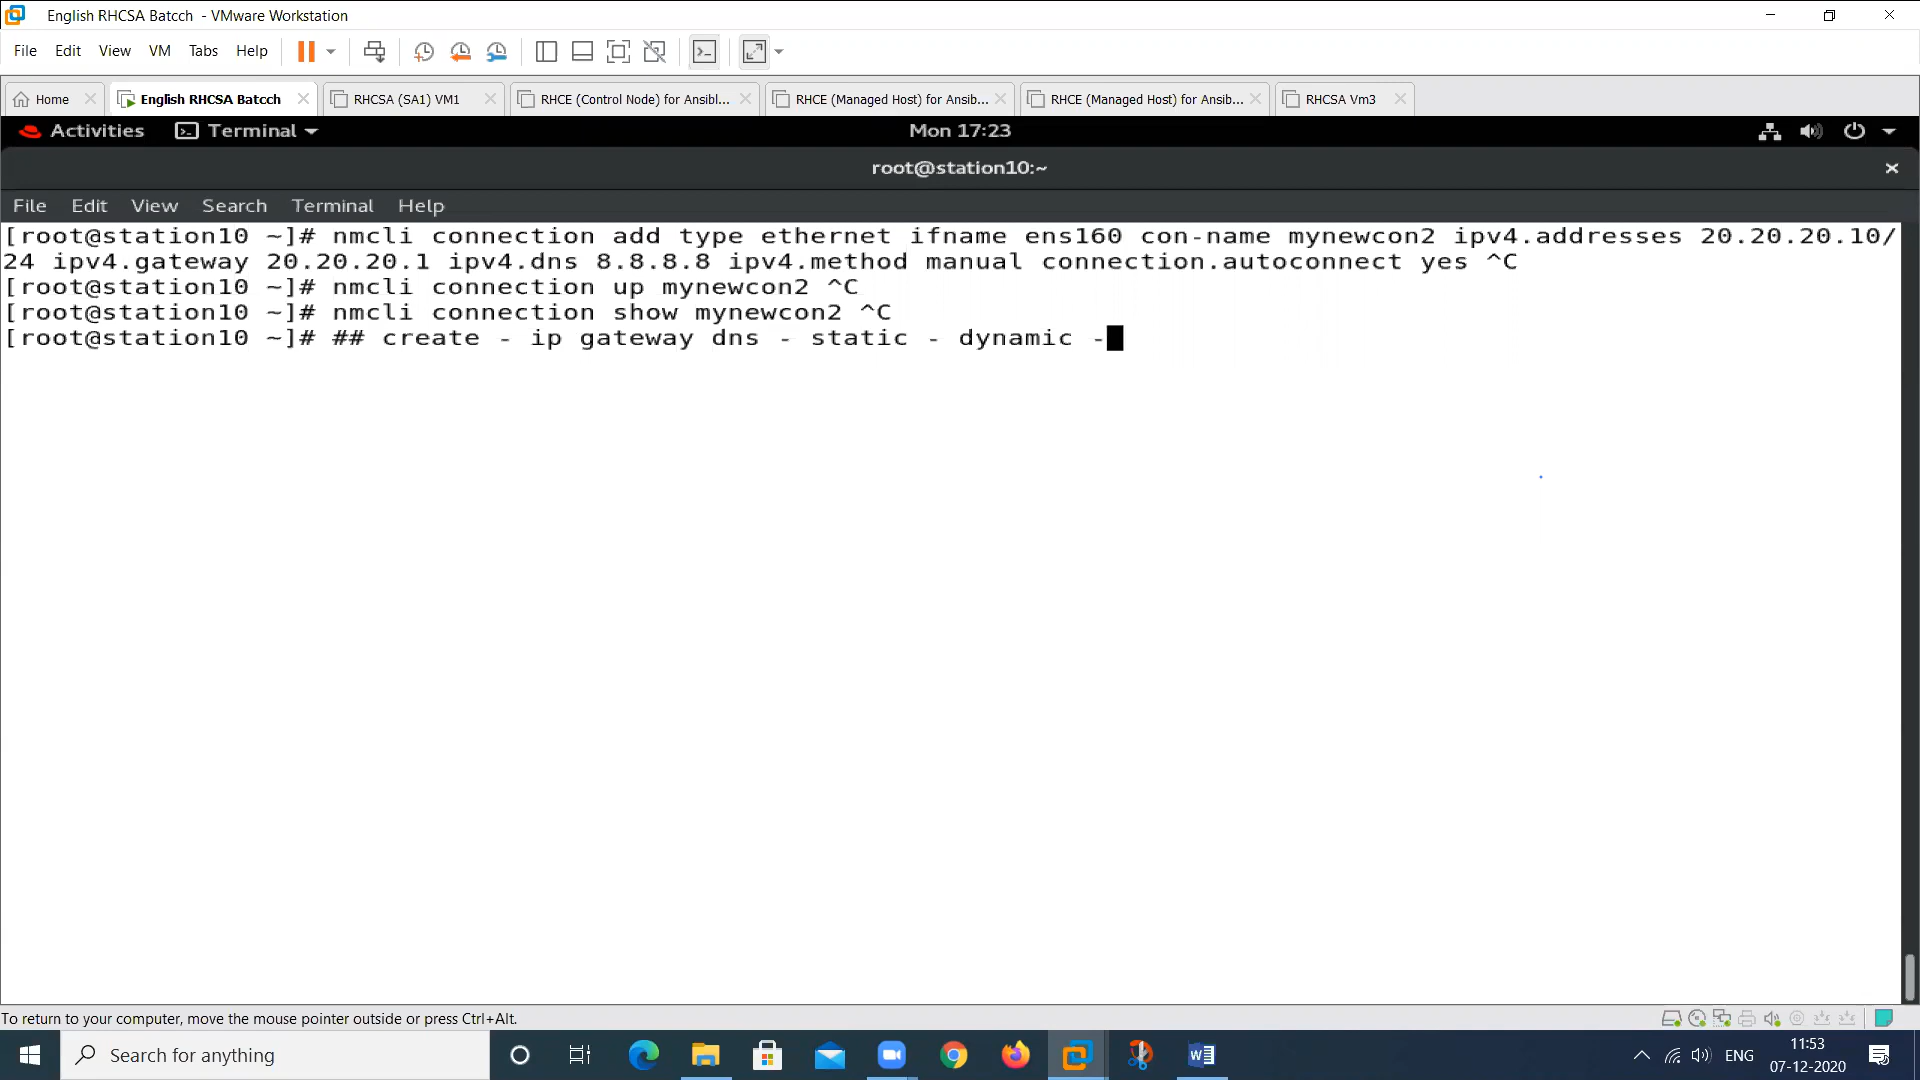 English RHCSA Batcch - VMware Workstation
File Edit View VM Tabs Help
Home English RHCSA Batcch RHCSA (SA1) VM1 RHCE (Control Node) for Ansibl... RHCE (Managed Host) for Ansib... RHCE (Managed Host) for Ansib... RHCSA Vm3
Activities Terminal Mon 17:23
root@station10:~
File Edit View Search Terminal Help
[root@station10 ~]# nmcli connection add type ethernet ifname ens160 con-name mynewcon2 ipv4.addresses 20.20.20.10/
24 ipv4.gateway 20.20.20.1 ipv4.dns 8.8.8.8 ipv4.method manual connection.autoconnect yes ^C
[root@station10 ~]# nmcli connection up mynewcon2 ^C
[root@station10 ~]# nmcli connection show mynewcon2 ^C
[root@station10 ~]# ## create - ip gateway dns - static - dynamic -
To return to your computer, move the mouse pointer outside or press Ctrl+Alt.
Search for anything
ENG
11:53
07-12-2020